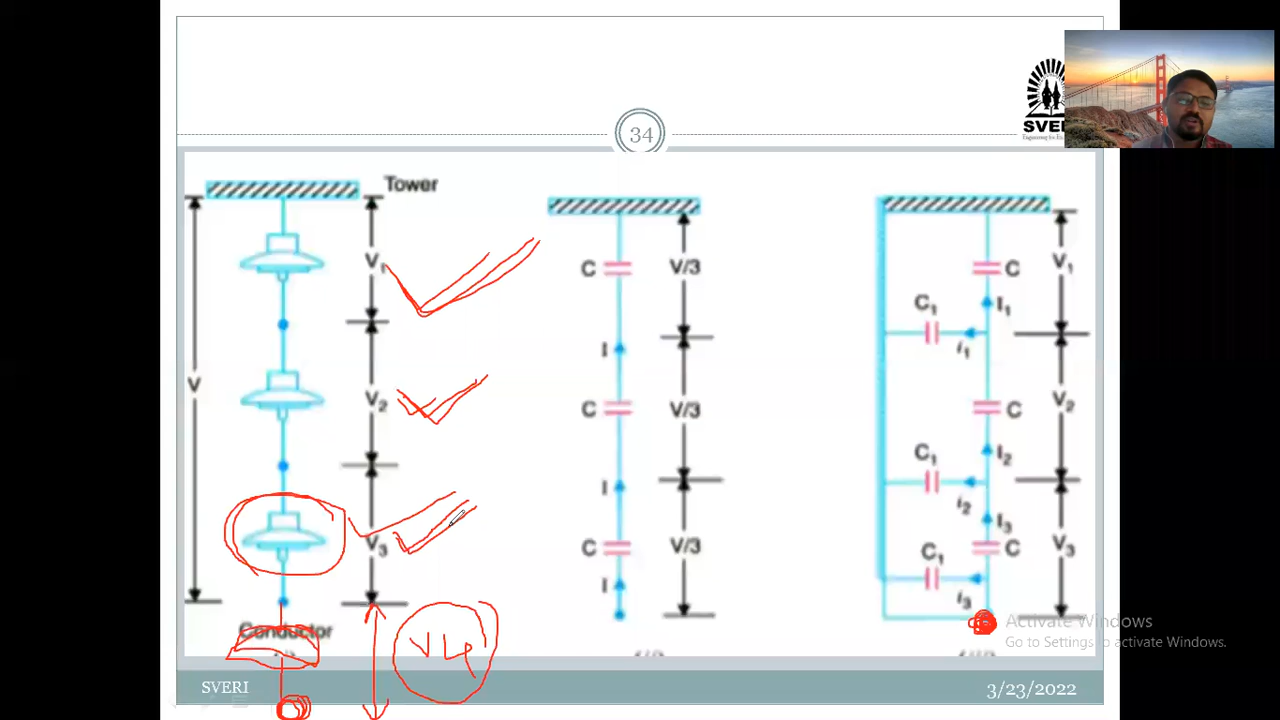 34
SVERI
Tower
V
V₁
V₂
V₃
Conductor
V4
C
V/3
I
C
V/3
I
C
V/3
I
C
V₁
C₁
I₁
i₁
C
V₂
C₁
I₂
i₂
I₃
C
V₃
C₁
i₃
Activate Windows
Go to Settings to activate Windows.
SVERI
3/23/2022